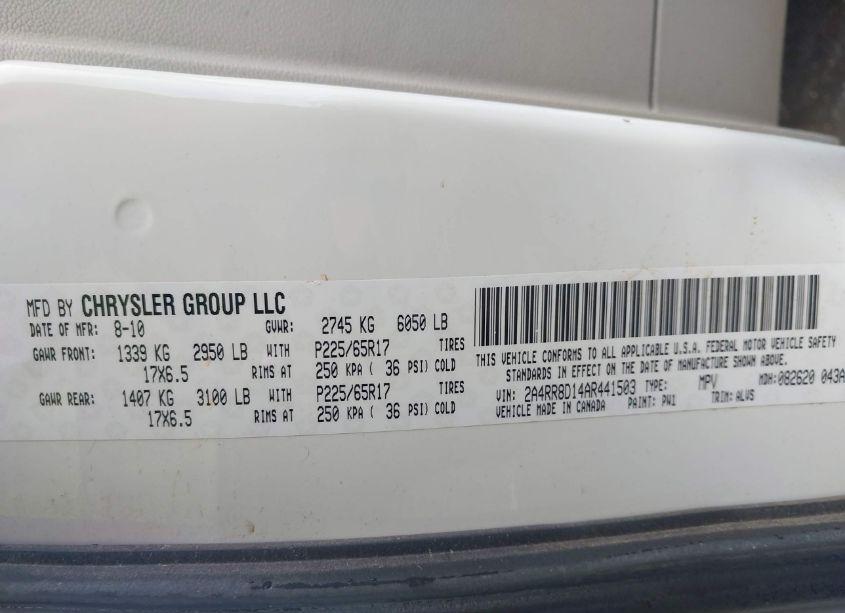 MFD BY CHRYSLER GROUP LLC
DATE OF MFR: 8-10 GVWR: 2745 KG 6050 LB
GAWR FRONT: 1339 KG 2950 LB WITH P225/65R17 TIRES
17X6.5 RIMS AT 250 KPA ( 36 PSI) COLD
GAWR REAR: 1407 KG 3100 LB WITH P225/65R17 TIRES
17X6.5 RIMS AT 250 KPA ( 36 PSI) COLD
THIS VEHICLE CONFORMS TO ALL APPLICABLE U.S.A. FEDERAL MOTOR VEHICLE SAFETY
STANDARDS IN EFFECT ON THE DATE OF MANUFACTURE SHOWN ABOVE.
VIN: 2A4RR8D14AR441503 TYPE: MPV MDH: 082620 043A
VEHICLE MADE IN CANADA PAINT: PW1 TRIM: ALVS